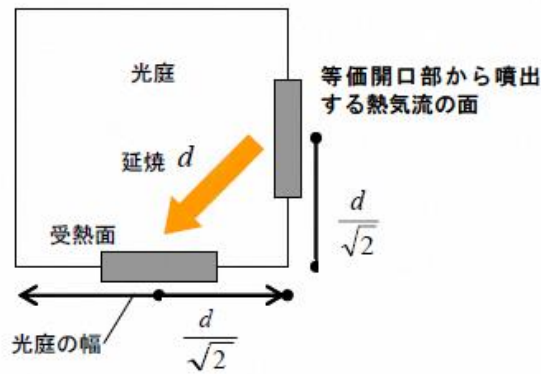 光庭
等価開口部から噴出
する熱気流の面
延焼 d
d
√2
受熱面
光庭の幅
d
√2